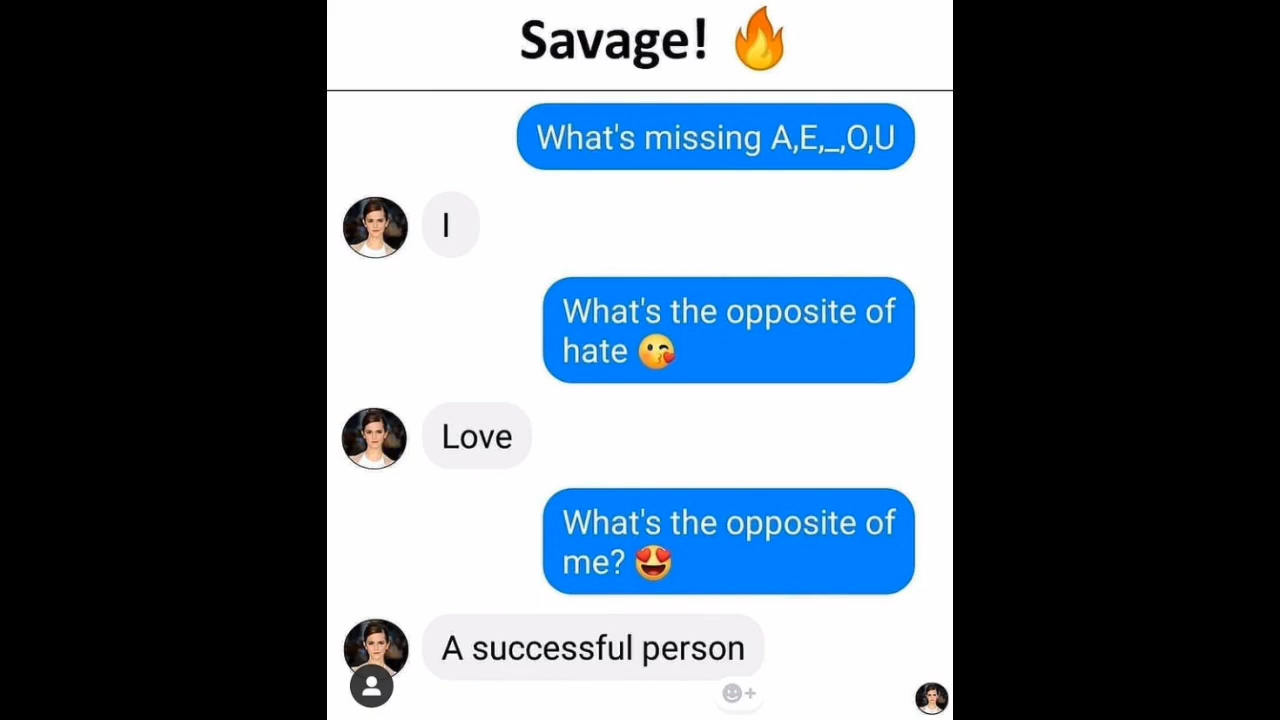 Savage! 🔥
What's missing A,E,_,O,U
I
What's the opposite of
hate 😘
Love
What's the opposite of
me? 😍
A successful person